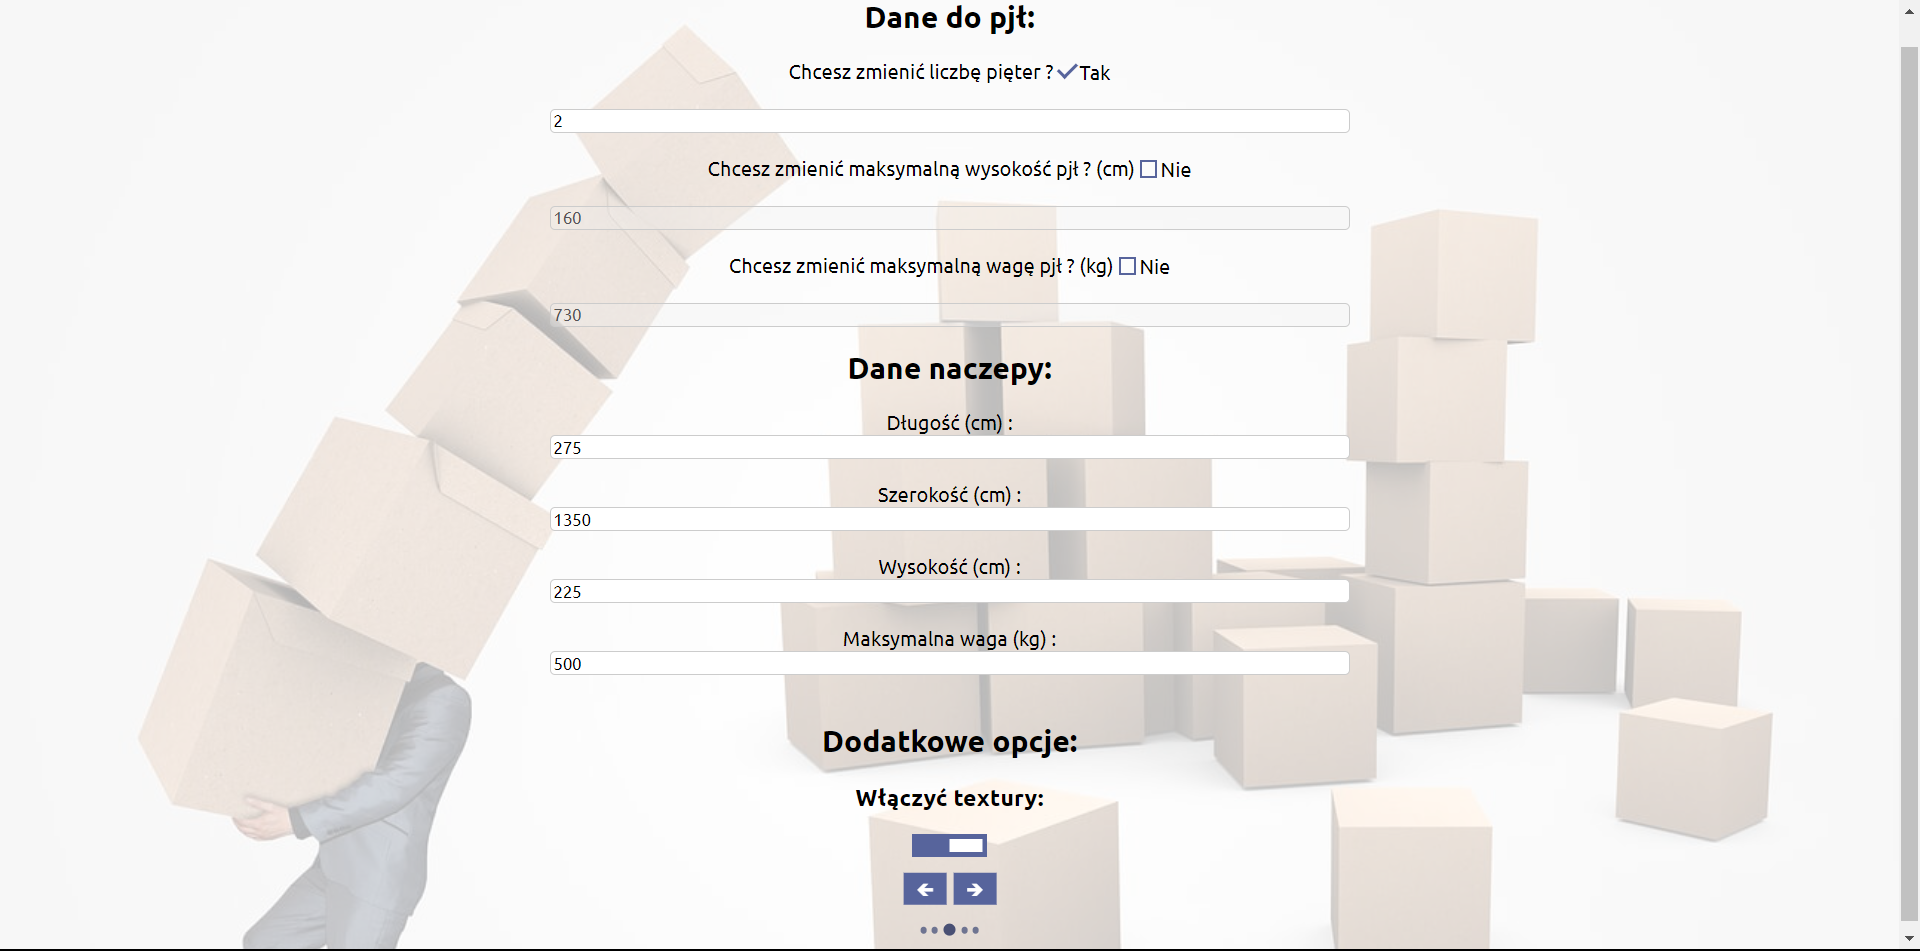 Dane do pjł:
Chcesz zmienić liczbę pięter ? Tak
2
Chcesz zmienić maksymalną wysokość pjł ? (cm) Nie
160
Chcesz zmienić maksymalną wagę pjł ? (kg) Nie
730
Dane naczepy:
Długość (cm) :
275
Szerokość (cm) :
1350
Wysokość (cm) :
225
Maksymalna waga (kg) :
500
Dodatkowe opcje:
Włączyć textury: